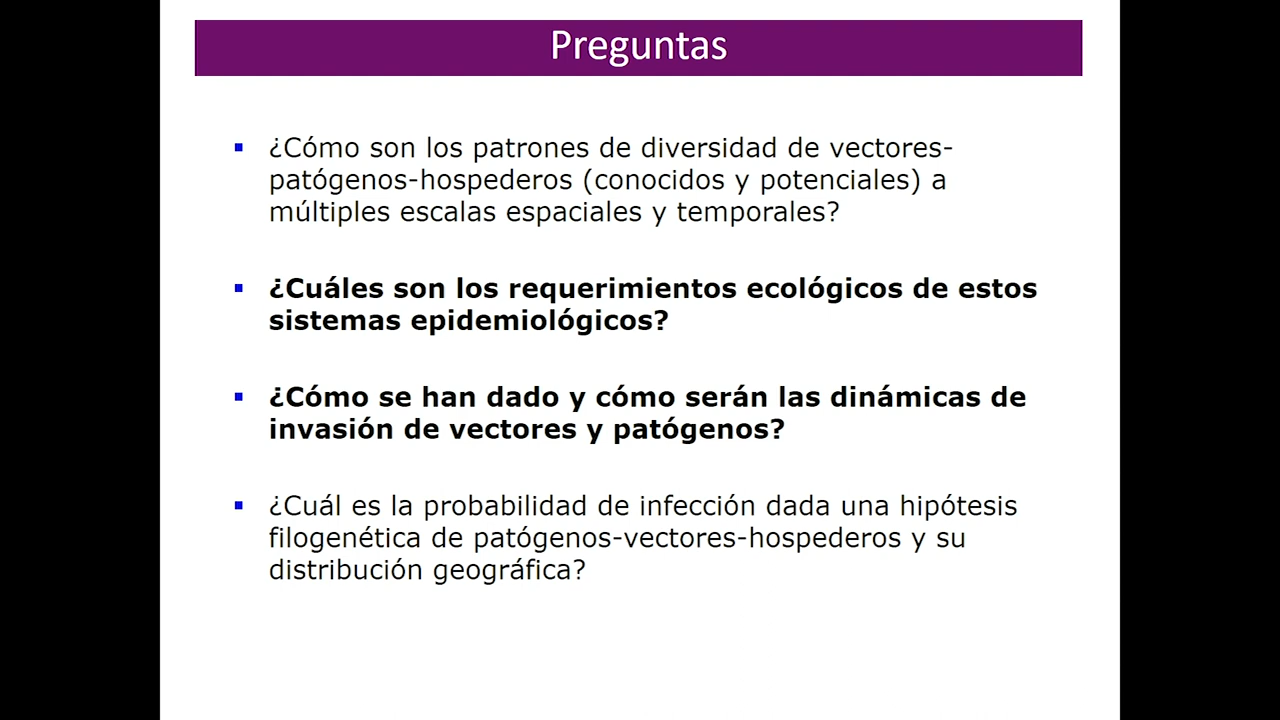 Preguntas
¿Cómo son los patrones de diversidad de vectores-
patógenos-hospederos (conocidos y potenciales) a
múltiples escalas espaciales y temporales?
¿Cuáles son los requerimientos ecológicos de estos
sistemas epidemiológicos?
¿Cómo se han dado y cómo serán las dinámicas de
invasión de vectores y patógenos?
¿Cuál es la probabilidad de infección dada una hipótesis
filogenética de patógenos-vectores-hospederos y su
distribución geográfica?